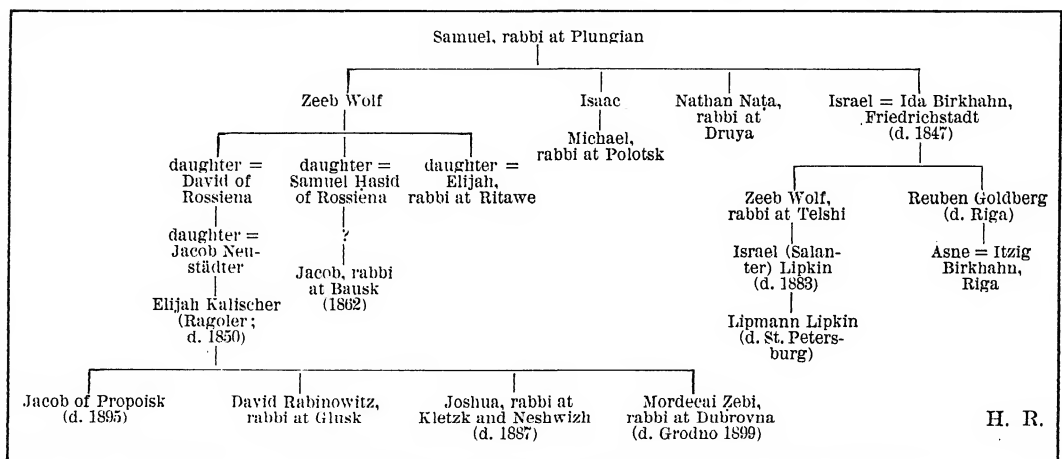 Samuel, rabbi at Plungian
Zeeb Wolf
Isaac
Nathan Nata,
rabbi at
Druya
Israel = Ida Birkhahn,
Friedrichstadt
(d. 1847)
Michael,
rabbi at Polotsk
daughter =
David of
Rossiena
daughter =
Samuel Hasid
of Rossiena
daughter =
Elijah,
rabbi at Ritawe
Zeeb Wolf,
rabbi at Telshi
Reuben Goldberg
(d. Riga)
daughter =
Jacob Neu-
städter
?
Jacob, rabbi
at Bausk
(1862)
Israel (Salan-
ter) Lipkin
(d. 1883)
Asne = Itzig
Birkhahn,
Riga
Elijah Kalischer
(Ragoler;
d. 1850)
Lipmann Lipkin
(d. St. Peters-
burg)
Jacob of Propoisk
(d. 1895)
David Rabinowitz,
rabbi at Glusk
Joshua, rabbi at
Kletzk and Neshwizh
(d. 1887)
Mordecai Zebi,
rabbi at Dubrovna
(d. Grodno 1899)
H. R.